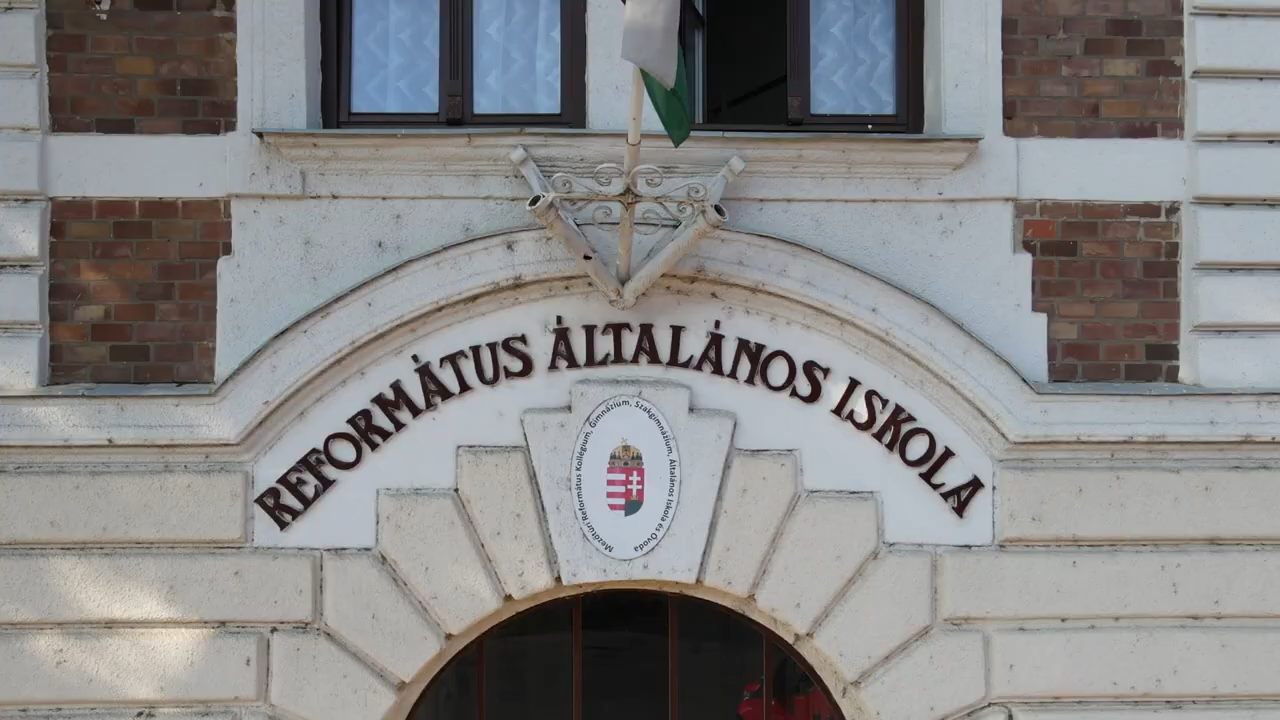 REFORMÁTUS ÁLTALÁNOS ISKOLA
Mezőtúri Református Kollégium, Gimnázium, Szakgimnázium, Általános Iskola és Óvoda